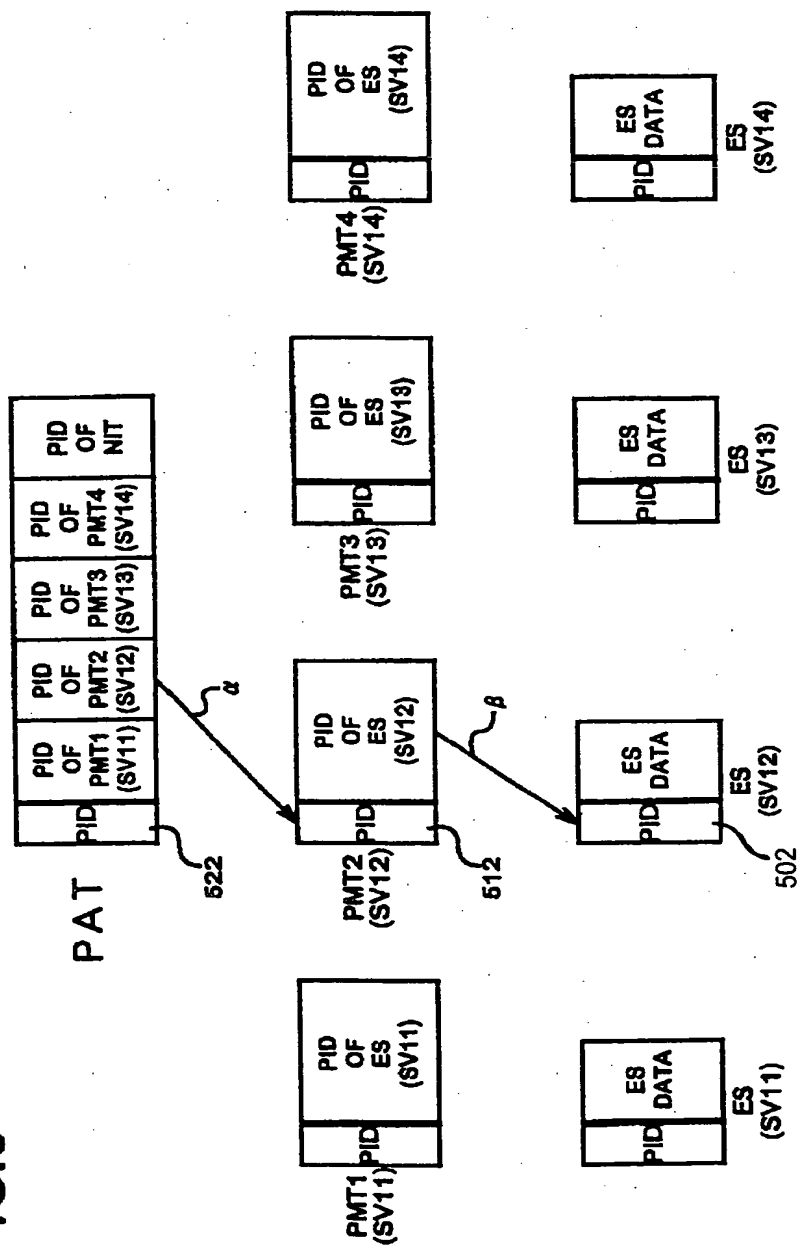 PAT
PID
PID
OF
PMT1
(SV11)
PID
OF
PMT2
(SV12)
PID
OF
PMT3
(SV13)
PID
OF
PMT4
(SV14)
PID
OF
NIT
522
α
PMT1
(SV11)
PID
PID
OF
ES
(SV11)
PMT2
(SV12)
PID
PID
OF
ES
(SV12)
512
β
PMT3
(SV13)
PID
PID
OF
ES
(SV13)
PMT4
(SV14)
PID
PID
OF
ES
(SV14)
PID
ES
DATA
ES
(SV11)
PID
ES
DATA
ES
(SV12)
502
PID
ES
DATA
ES
(SV13)
PID
ES
DATA
ES
(SV14)